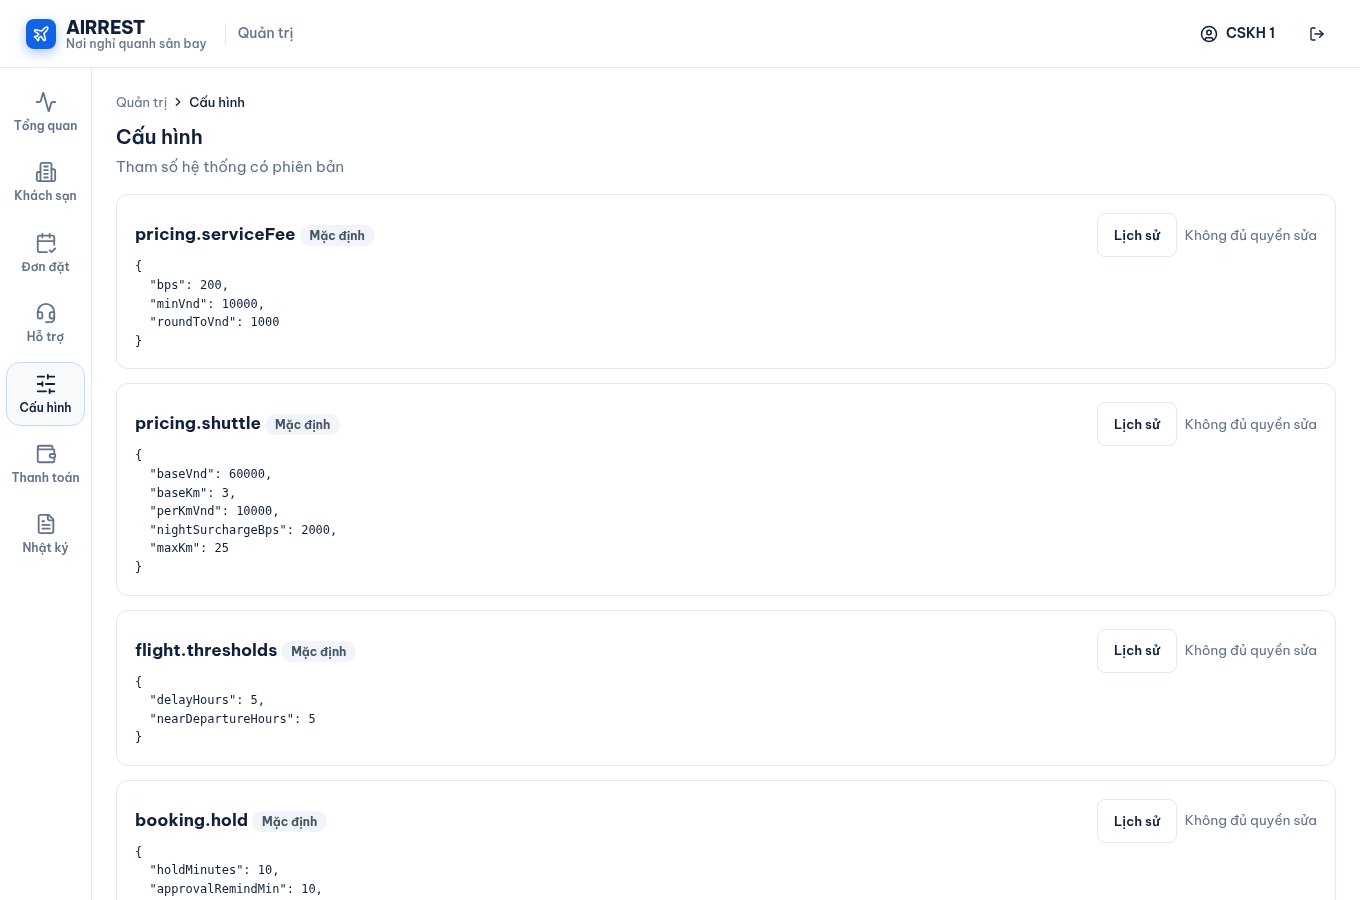 AIRREST
Nơi nghỉ quanh sân bay
Quản trị
CSKH 1
Tổng quan
Khách sạn
Đơn đặt
Hỗ trợ
Cấu hình
Thanh toán
Nhật ký
Quản trị > Cấu hình
Cấu hình
Tham số hệ thống có phiên bản
pricing.serviceFee Mặc định
Lịch sử Không đủ quyền sửa
{
  "bps": 200,
  "minVnd": 10000,
  "roundToVnd": 1000
}
pricing.shuttle Mặc định
Lịch sử Không đủ quyền sửa
{
  "baseVnd": 60000,
  "baseKm": 3,
  "perKmVnd": 10000,
  "nightSurchargeBps": 2000,
  "maxKm": 25
}
flight.thresholds Mặc định
Lịch sử Không đủ quyền sửa
{
  "delayHours": 5,
  "nearDepartureHours": 5
}
booking.hold Mặc định
Lịch sử Không đủ quyền sửa
{
  "holdMinutes": 10,
  "approvalRemindMin": 10,